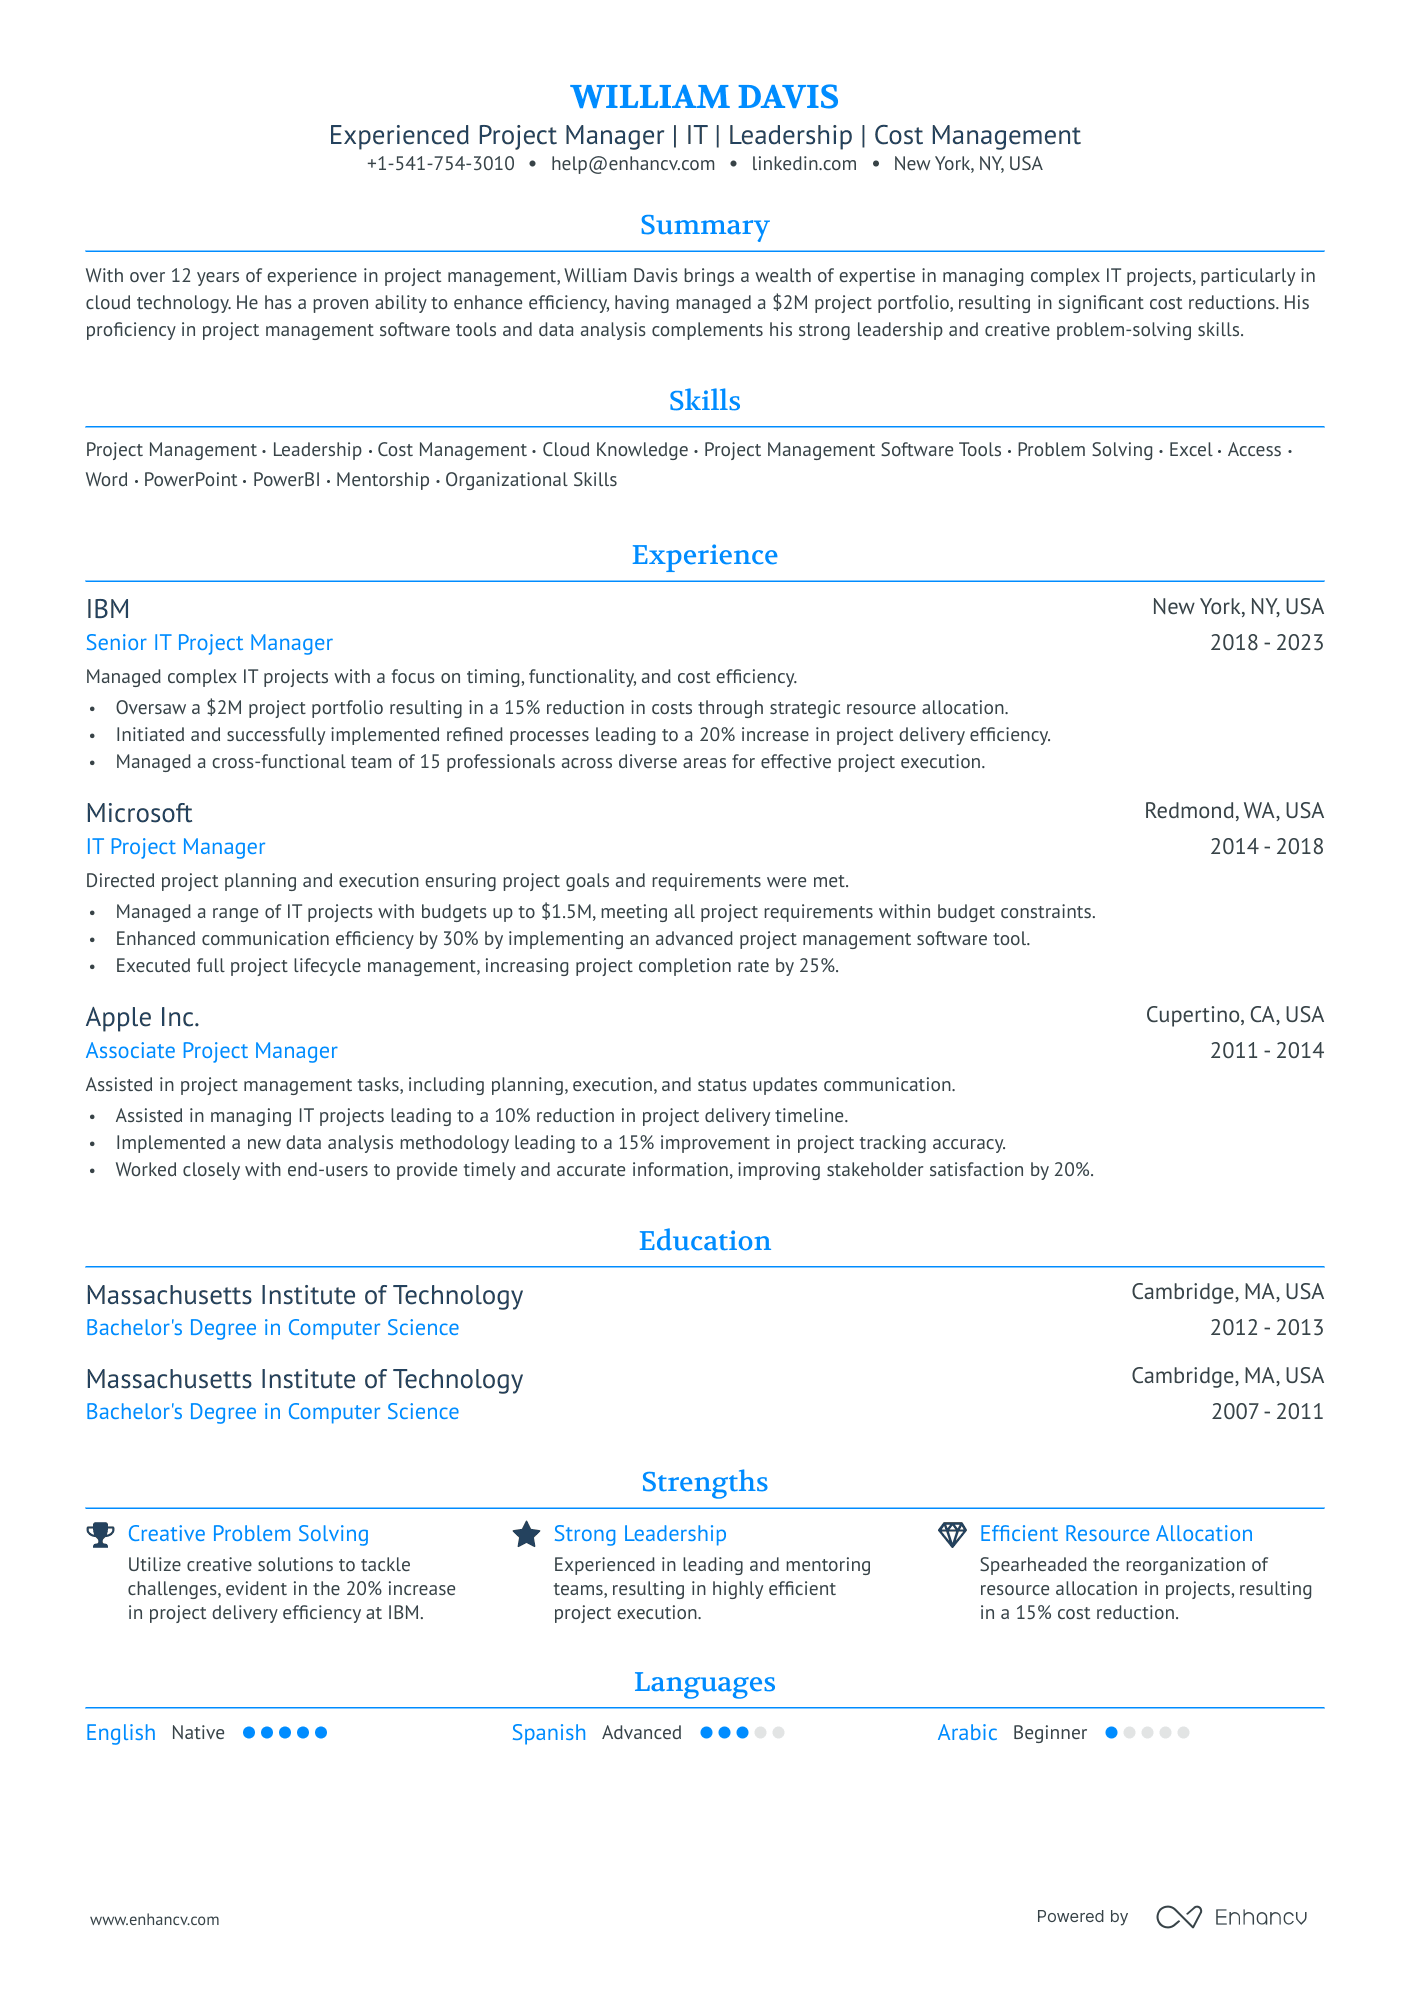 WILLIAM DAVIS
Experienced Project Manager | IT | Leadership | Cost Management
+1-541-754-3010 • help@enhancv.com • linkedin.com • New York, NY, USA
Summary
With over 12 years of experience in project management, William Davis brings a wealth of expertise in managing complex IT projects, particularly in
cloud technology. He has a proven ability to enhance efficiency, having managed a $2M project portfolio, resulting in significant cost reductions. His
proficiency in project management software tools and data analysis complements his strong leadership and creative problem-solving skills.
Skills
Project Management · Leadership · Cost Management · Cloud Knowledge · Project Management Software Tools · Problem Solving · Excel · Access ·
Word · PowerPoint · PowerBI · Mentorship · Organizational Skills
Experience
IBM New York, NY, USA
Senior IT Project Manager 2018 - 2023
Managed complex IT projects with a focus on timing, functionality, and cost efficiency.
• Oversaw a $2M project portfolio resulting in a 15% reduction in costs through strategic resource allocation.
• Initiated and successfully implemented refined processes leading to a 20% increase in project delivery efficiency.
• Managed a cross-functional team of 15 professionals across diverse areas for effective project execution.
Microsoft Redmond, WA, USA
IT Project Manager 2014 - 2018
Directed project planning and execution ensuring project goals and requirements were met.
• Managed a range of IT projects with budgets up to $1.5M, meeting all project requirements within budget constraints.
• Enhanced communication efficiency by 30% by implementing an advanced project management software tool.
• Executed full project lifecycle management, increasing project completion rate by 25%.
Apple Inc. Cupertino, CA, USA
Associate Project Manager 2011 - 2014
Assisted in project management tasks, including planning, execution, and status updates communication.
• Assisted in managing IT projects leading to a 10% reduction in project delivery timeline.
• Implemented a new data analysis methodology leading to a 15% improvement in project tracking accuracy.
• Worked closely with end-users to provide timely and accurate information, improving stakeholder satisfaction by 20%.
Education
Massachusetts Institute of Technology Cambridge, MA, USA
Bachelor's Degree in Computer Science 2012 - 2013
Massachusetts Institute of Technology Cambridge, MA, USA
Bachelor's Degree in Computer Science 2007 - 2011
Strengths
Creative Problem Solving
Utilize creative solutions to tackle
challenges, evident in the 20% increase
in project delivery efficiency at IBM.
Strong Leadership
Experienced in leading and mentoring
teams, resulting in highly efficient
project execution.
Efficient Resource Allocation
Spearheaded the reorganization of
resource allocation in projects, resulting
in a 15% cost reduction.
Languages
English Native
Spanish Advanced
Arabic Beginner
www.enhancv.com
Powered by Enhancv